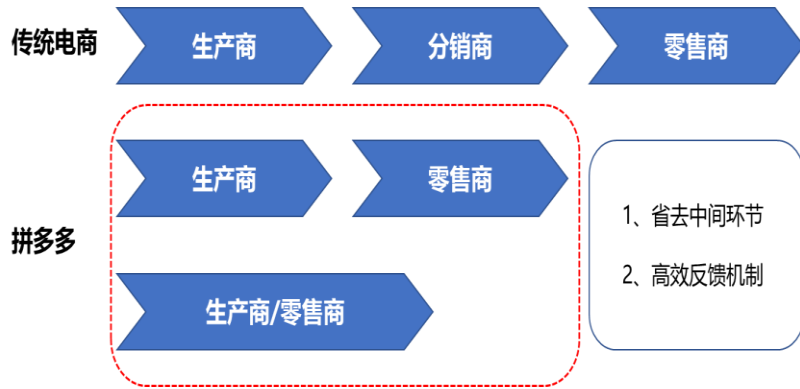 传统电商
生产商
分销商
零售商
拼多多
生产商
零售商
生产商/零售商
1、省去中间环节
2、高效反馈机制